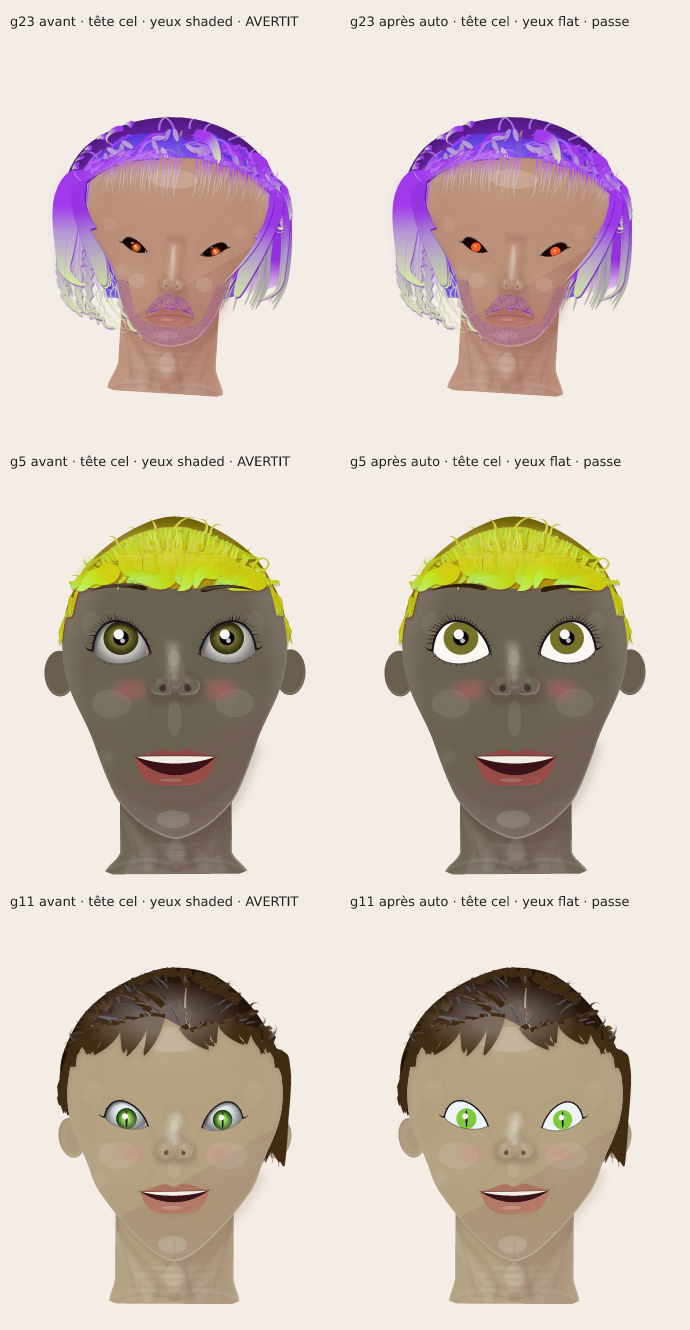 g23 avant · tête cel · yeux shaded · AVERTIT
g23 après auto · tête cel · yeux flat · passe
g5 avant · tête cel · yeux shaded · AVERTIT
g5 après auto · tête cel · yeux flat · passe
g11 avant · tête cel · yeux shaded · AVERTIT
g11 après auto · tête cel · yeux flat · passe